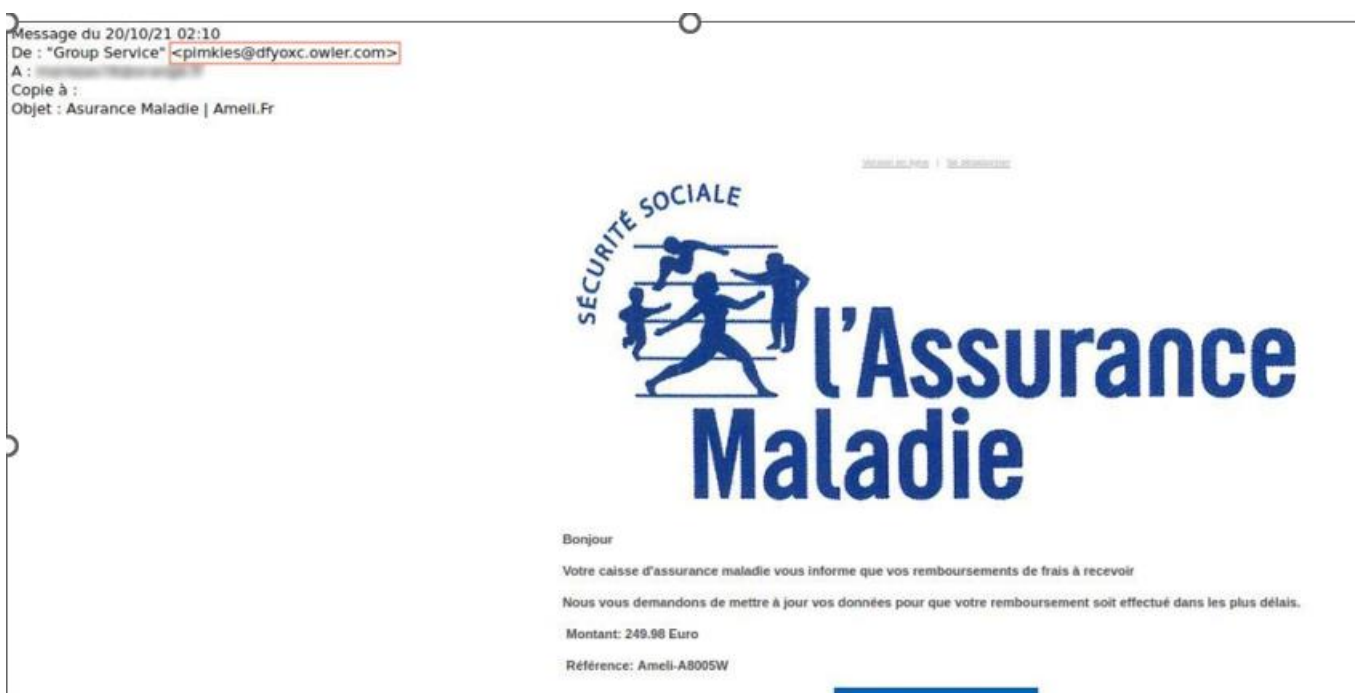 Message du 20/10/21 02:10
De : "Group Service" <pimkies@dfyoxc.owler.com>
A :
Copie à :
Objet : Asurance Maladie | Ameli.Fr
SÉCURITÉ SOCIALE
l'Assurance
Maladie
Bonjour
Votre caisse d'assurance maladie vous informe que vos remboursements de frais à recevoir
Nous vous demandons de mettre à jour vos données pour que votre remboursement soit effectué dans les plus délais.
Montant: 249.98 Euro
Référence: Ameli-A8005W